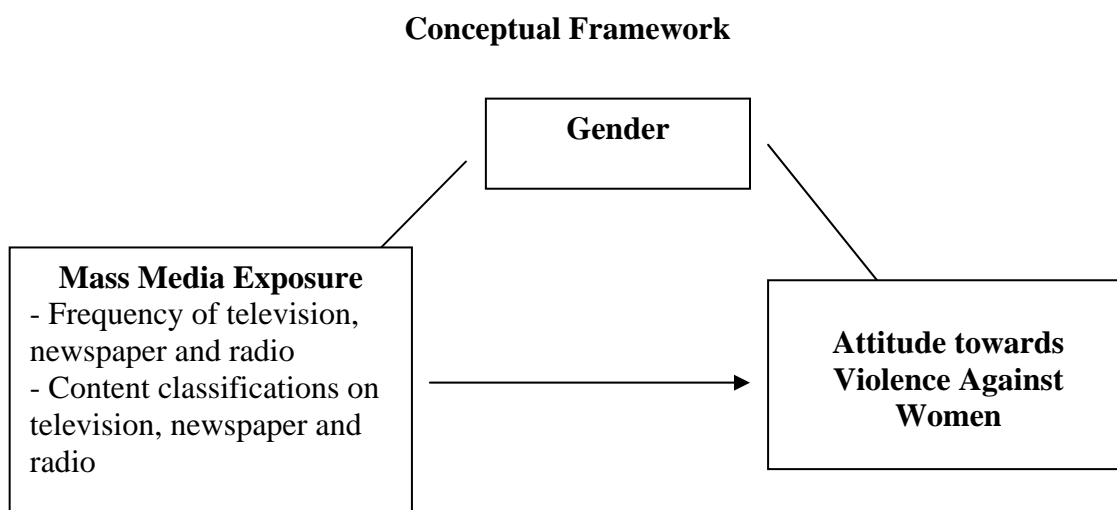 Conceptual Framework
Gender
Mass Media Exposure
- Frequency of television,
newspaper and radio
- Content classifications on
television, newspaper and
radio
Attitude towards
Violence Against
Women